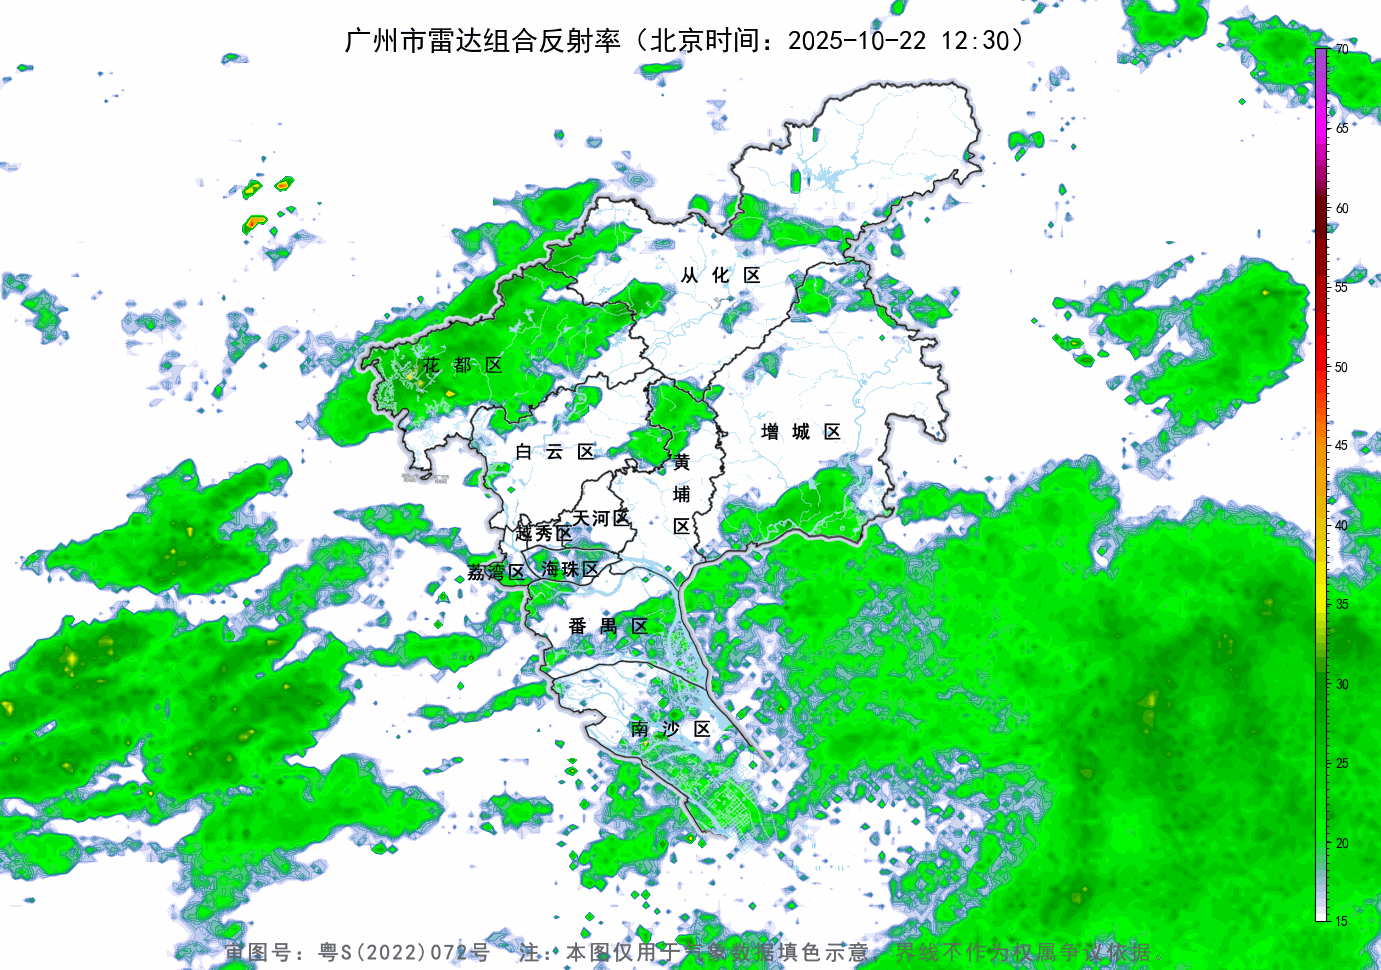 广州市雷达组合反射率（北京时间：2025-10-22 12:30）
70
65
60
55
50
45
40
35
30
25
20
15
从化区
花都区
增城区
白云区
黄埔区
天河区
越秀区
海珠区
荔湾区
番禺区
南沙区
审图号：粤S(2022)072号 注：本图仅用于气象数据填色示意，界线不作为权属争议依据。